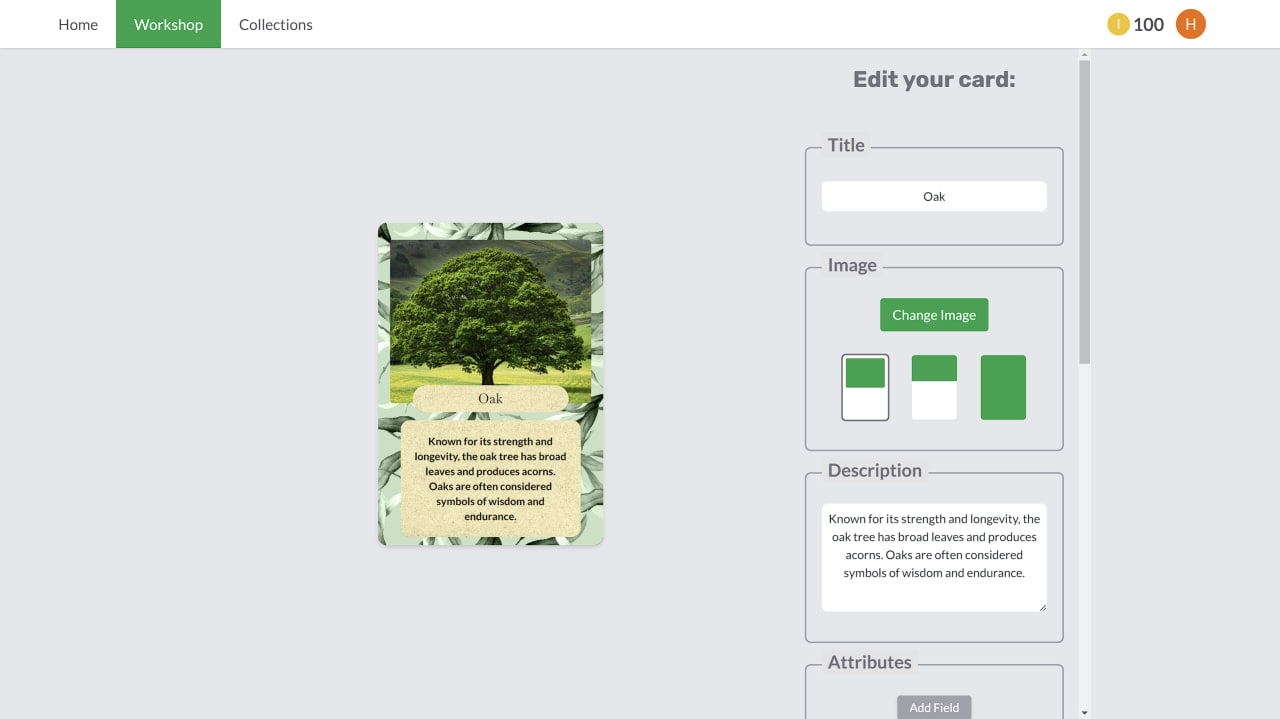 Home
Workshop
Collections
I 100
H
Edit your card:
Title
Oak
Image
Change Image
Oak
Known for its strength and
longevity, the oak tree has broad
leaves and produces acorns.
Oaks are often considered
symbols of wisdom and
endurance.
Description
Known for its strength and longevity, the
oak tree has broad leaves and produces
acorns. Oaks are often considered
symbols of wisdom and endurance.
Attributes
Add Field